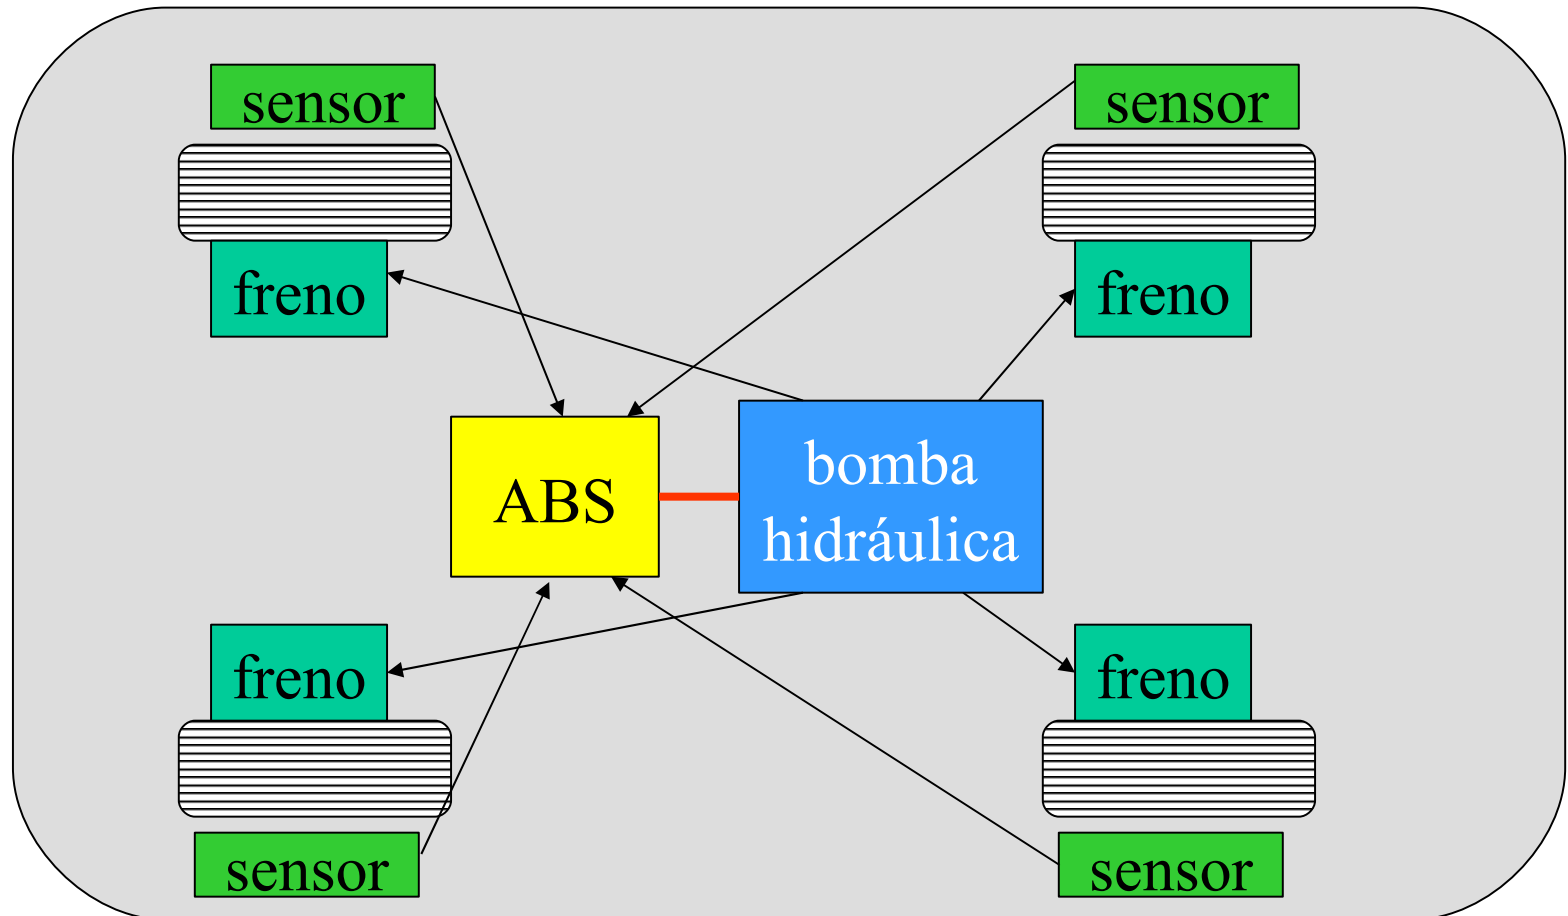 sensor
sensor
freno
freno
ABS
bomba
hidráulica
freno
freno
sensor
sensor